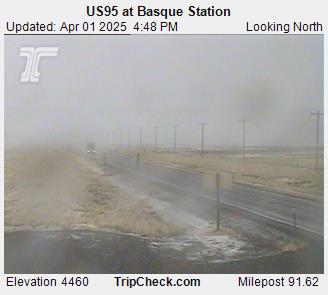 US95 at Basque Station
Updated: Apr 01 2025 4:48 PM Looking North
Elevation 4460 TripCheck.com Milepost 91.62